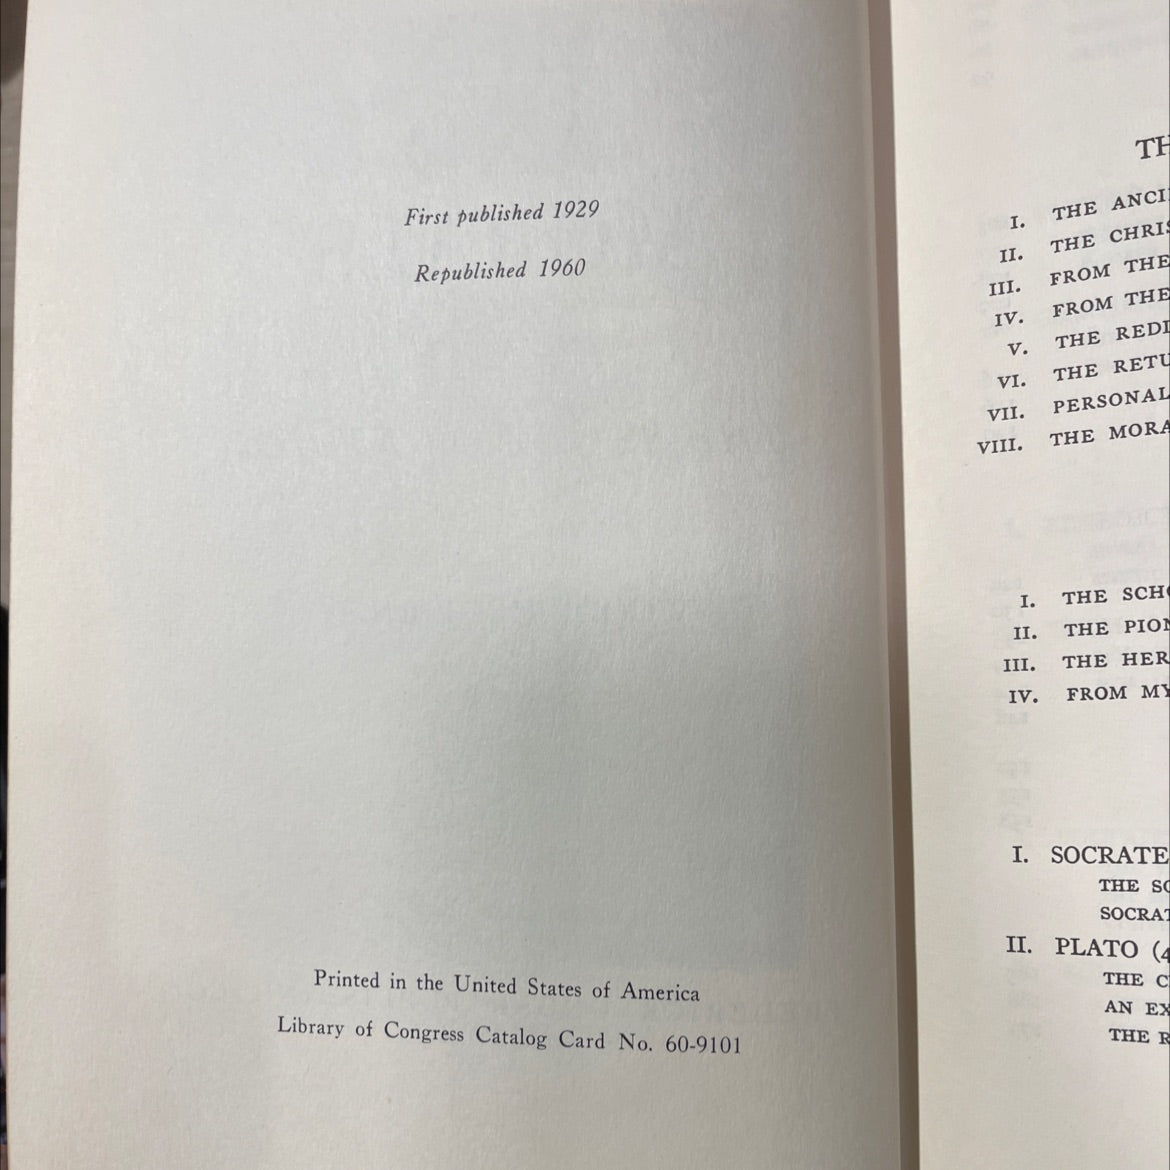 First published 1929
Republished 1960
Printed in the United States of America
Library of Congress Catalog Card No. 60-9101
TH
I. THE ANCI
II. THE CHRIS
III. FROM THE
IV. FROM THE
V. THE REDI
VI. THE RETU
VII. PERSONAL
VIII. THE MORA
I. THE SCHO
II. THE PION
III. THE HER
IV. FROM MY
I. SOCRATE
THE SO
SOCRAT
II. PLATO (4
THE C
AN EX
THE R